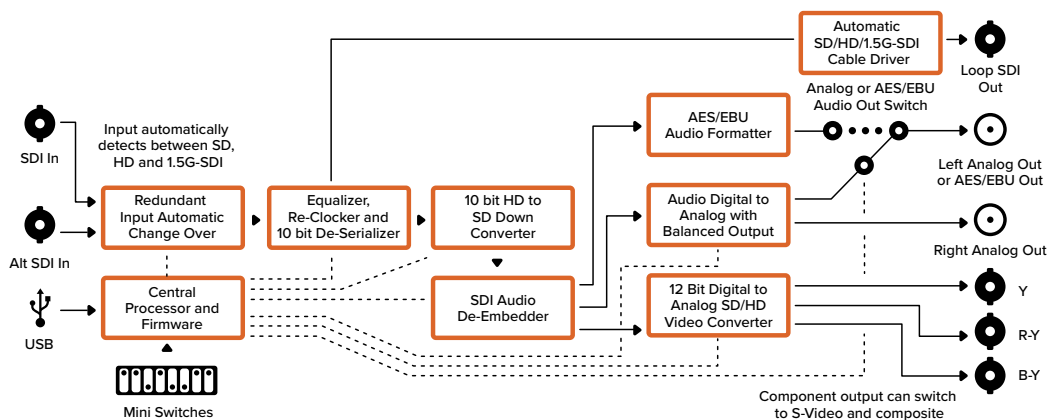 Automatic
SD/HD/1.5G-SDI
Cable Driver
Loop SDI
Out
Analog or AES/EBU
Audio Out Switch
SDI In
Input automatically
detects between SD,
HD and 1.5G-SDI
AES/EBU
Audio Formatter
Left Analog Out
or AES/EBU Out
Alt SDI In
Redundant
Input Automatic
Change Over
Equalizer,
Re-Clocker and
10 bit De-Serializer
10 bit HD to
SD Down
Converter
Audio Digital to
Analog with
Balanced Output
Right Analog Out
USB
Central
Processor and
Firmware
SDI Audio
De-Embedder
12 Bit Digital to
Analog SD/HD
Video Converter
Y
R-Y
B-Y
Mini Switches
Component output can switch
to S-Video and composite